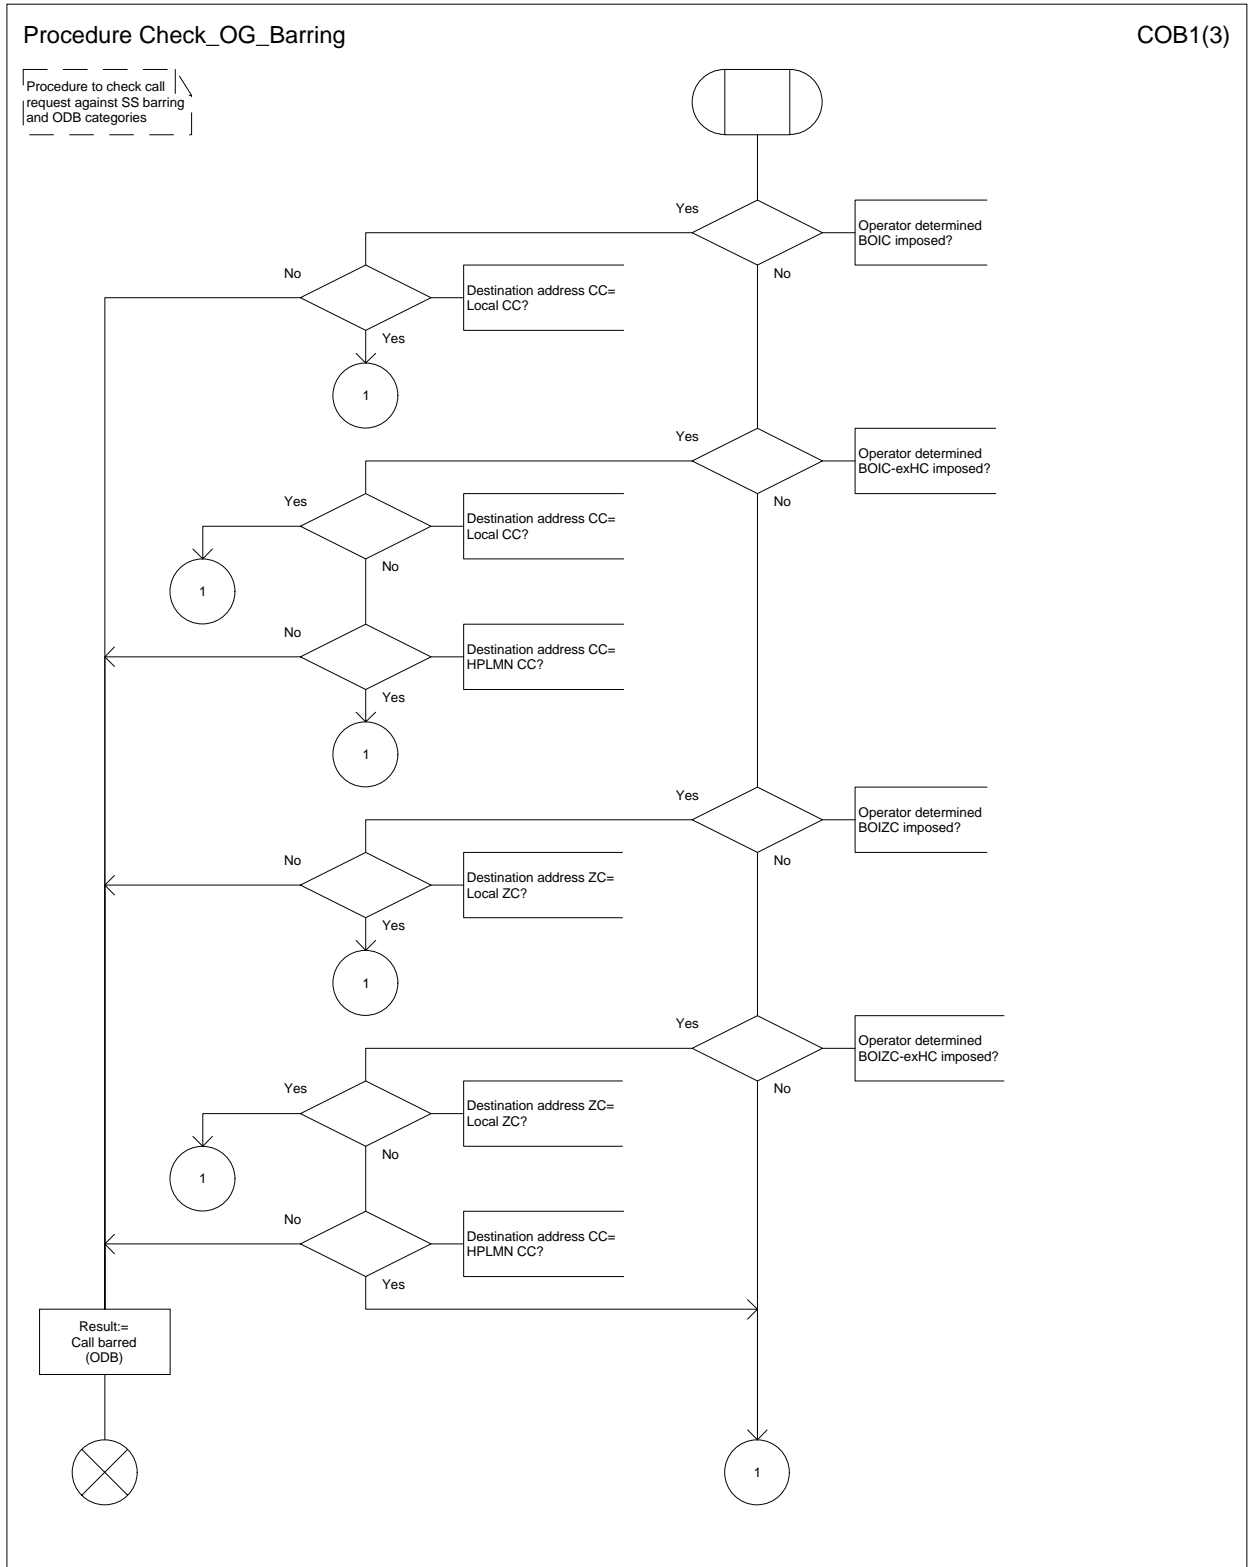 Procedure Check_OG_Barring
COB1(3)
Procedure to check call
request against SS barring
and ODB categories
Yes
Operator determined
BOIC imposed?
No
No
Destination address CC=
Local CC?
Yes
1
Yes
Operator determined
BOIC-exHC imposed?
No
Yes
Destination address CC=
Local CC?
No
1
No
Destination address CC=
HPLMN CC?
Yes
1
Yes
Operator determined
BOIZC imposed?
No
No
Destination address ZC=
Local ZC?
Yes
1
Yes
Operator determined
BOIZC-exHC imposed?
No
Yes
Destination address ZC=
Local ZC?
No
1
No
Destination address CC=
HPLMN CC?
Yes
Result:=
Call barred
(ODB)
1